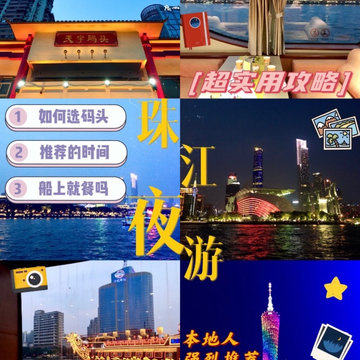 天字码头
[超实用攻略]
1 如何选码头
2 推荐的时间
3 船上就餐吗
珠江夜游
本地人
强烈推荐